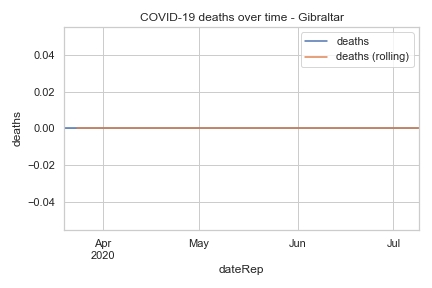 COVID-19 deaths over time - Gibraltar
deaths
deaths (rolling)
0.04
0.02
0.00
−0.02
−0.04
deaths
Apr
2020
May
Jun
Jul
dateRep